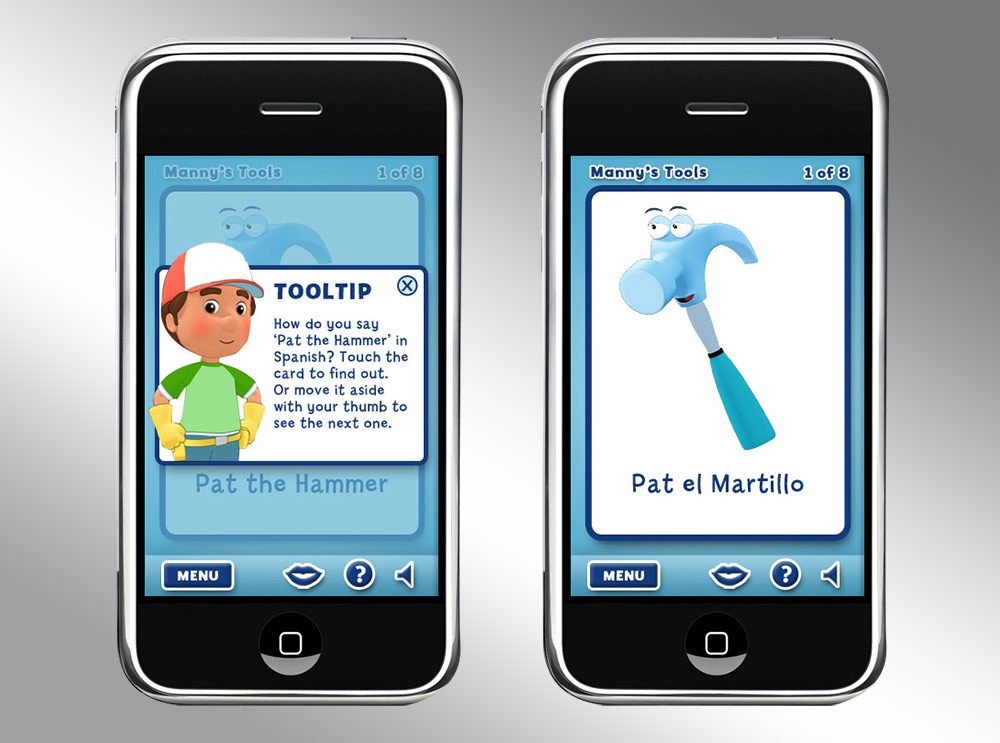 Manny's Tools 1 of 8
TOOLTIP
How do you say
‘Pat the Hammer’ in
Spanish? Touch the
card to find out.
Or move it aside
with your thumb to
see the next one.
Pat the Hammer
MENU
?
Manny's Tools 1 of 8
Pat el Martillo
MENU
?